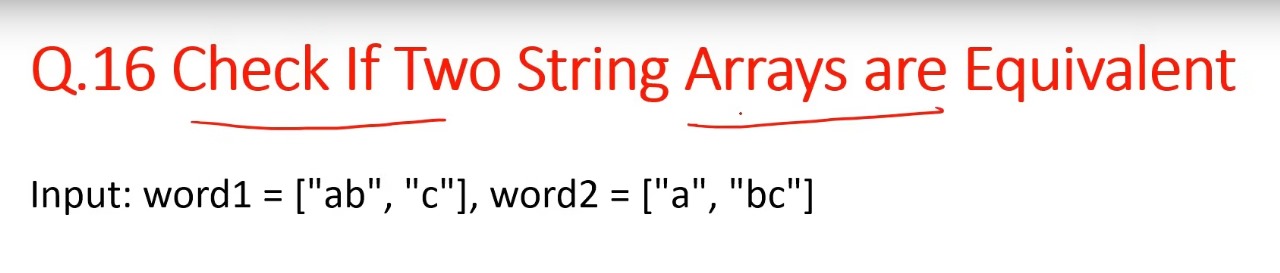 Q.16 Check If Two String Arrays are Equivalent
Input: word1 = ["ab", "c"], word2 = ["a", "bc"]